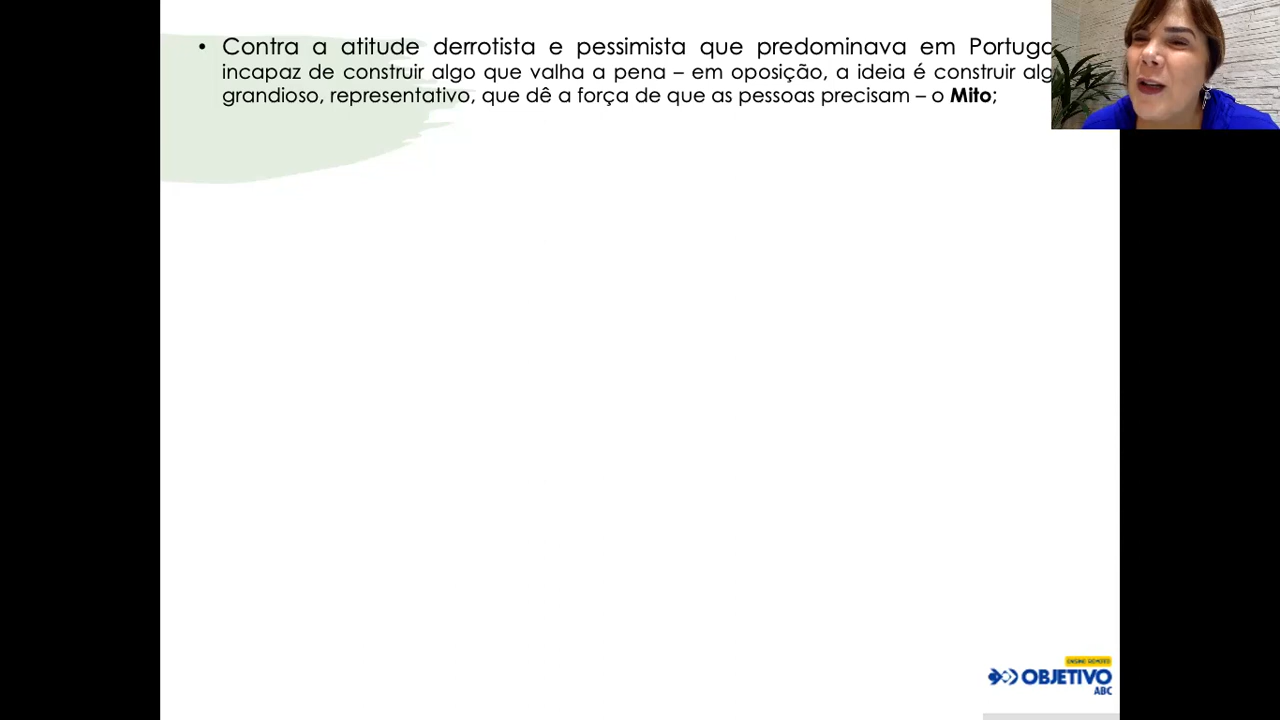 • Contra a atitude derrotista e pessimista que predominava em
incapaz de construir algo que valha a pena – em oposição, a ideia é construir
grandioso, representativo, que dê a força de que as pessoas precisam – o Mito;
ENSINO REMOTO
OBJETIVO
ABC